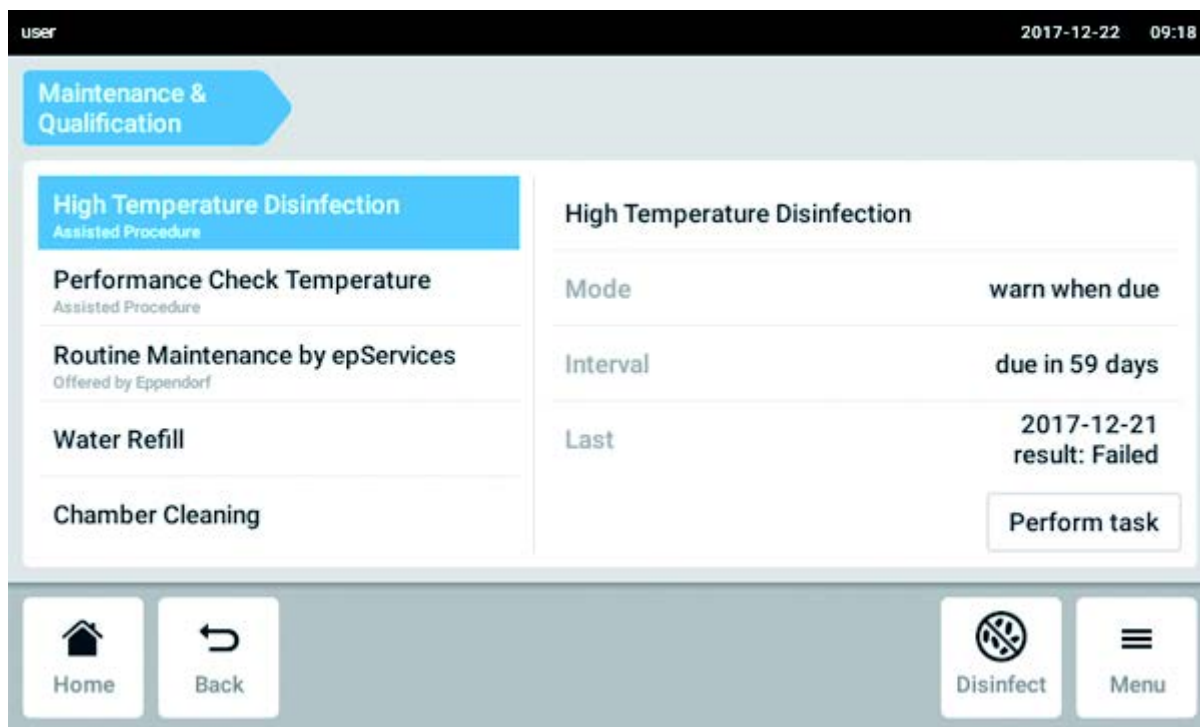 user
2017-12-22 09:18
Maintenance &
Qualification
High Temperature Disinfection
Assisted Procedure
Performance Check Temperature
Assisted Procedure
Routine Maintenance by epServices
Offered by Eppendorf
Water Refill
Chamber Cleaning
High Temperature Disinfection
Mode warn when due
Interval due in 59 days
Last 2017-12-21
result: Failed
Perform task
Home
Back
Disinfect
Menu